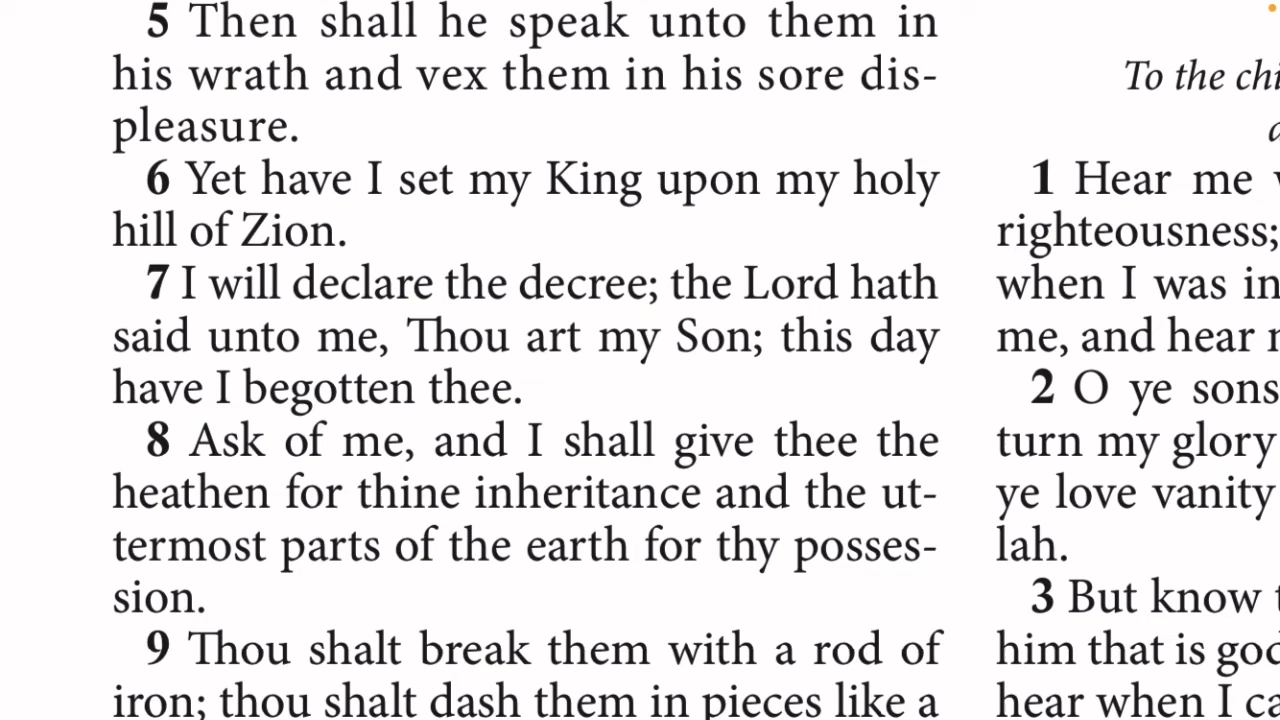 5 Then shall he speak unto them in
his wrath and vex them in his sore dis-
pleasure.
6 Yet have I set my King upon my holy
hill of Zion.
7 I will declare the decree; the Lord hath
said unto me, Thou art my Son; this day
have I begotten thee.
8 Ask of me, and I shall give thee the
heathen for thine inheritance and the ut-
termost parts of the earth for thy posses-
sion.
9 Thou shalt break them with a rod of
iron; thou shalt dash them in pieces like a
To the
1 Hear me
righteousness;
when I was in
me, and hear
2 O ye sons
turn my glory
ye love vanity
lah.
3 But know
him that is
hear when I